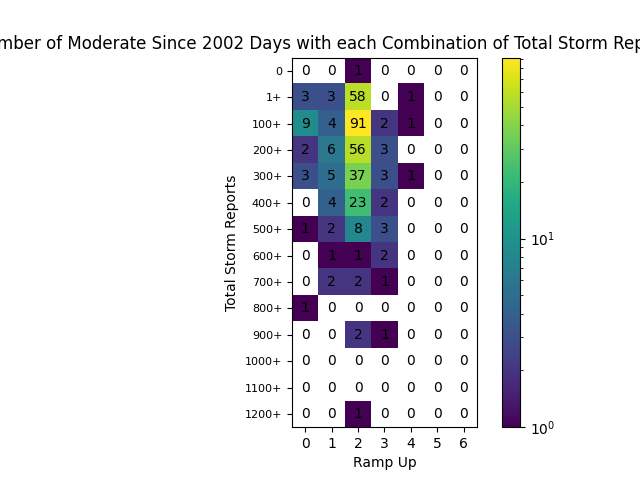 mber of Moderate Since 2002 Days with each Combination of Total Storm Rep
0 0 0 1 0 0 0 0
1+ 3 3 58 0 1 0 0
100+ 9 4 91 2 1 0 0
200+ 2 6 56 3 0 0 0
300+ 3 5 37 3 1 0 0
400+ 0 4 23 2 0 0 0
500+ 1 2 8 3 0 0 0
600+ 0 1 1 2 0 0 0
700+ 0 2 2 1 0 0 0
800+ 1 0 0 0 0 0 0
900+ 0 0 2 1 0 0 0
1000+ 0 0 0 0 0 0 0
1100+ 0 0 0 0 0 0 0
1200+ 0 0 1 0 0 0 0
0 1 2 3 4 5 6
Ramp Up
Total Storm Reports
10¹
10⁰